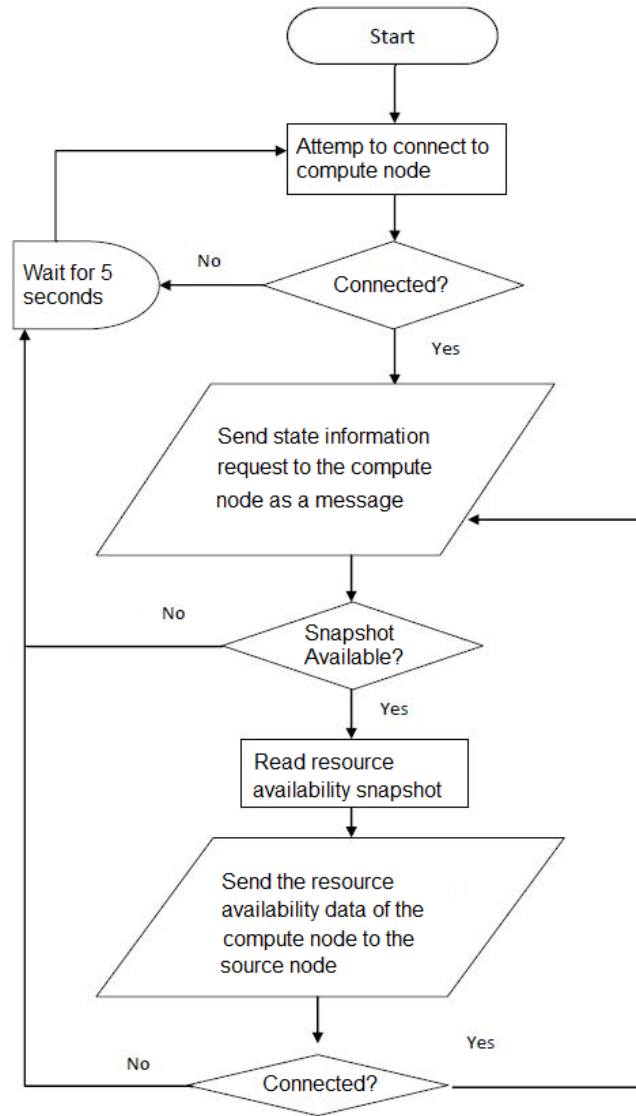 Start
Attemp to connect to
compute node
Wait for 5
seconds
No
Connected?
Yes
Send state information
request to the compute
node as a message
No
Snapshot
Available?
Yes
Read resource
availability snapshot
Send the resource
availability data of the
compute node to the
source node
No
Yes
Connected?